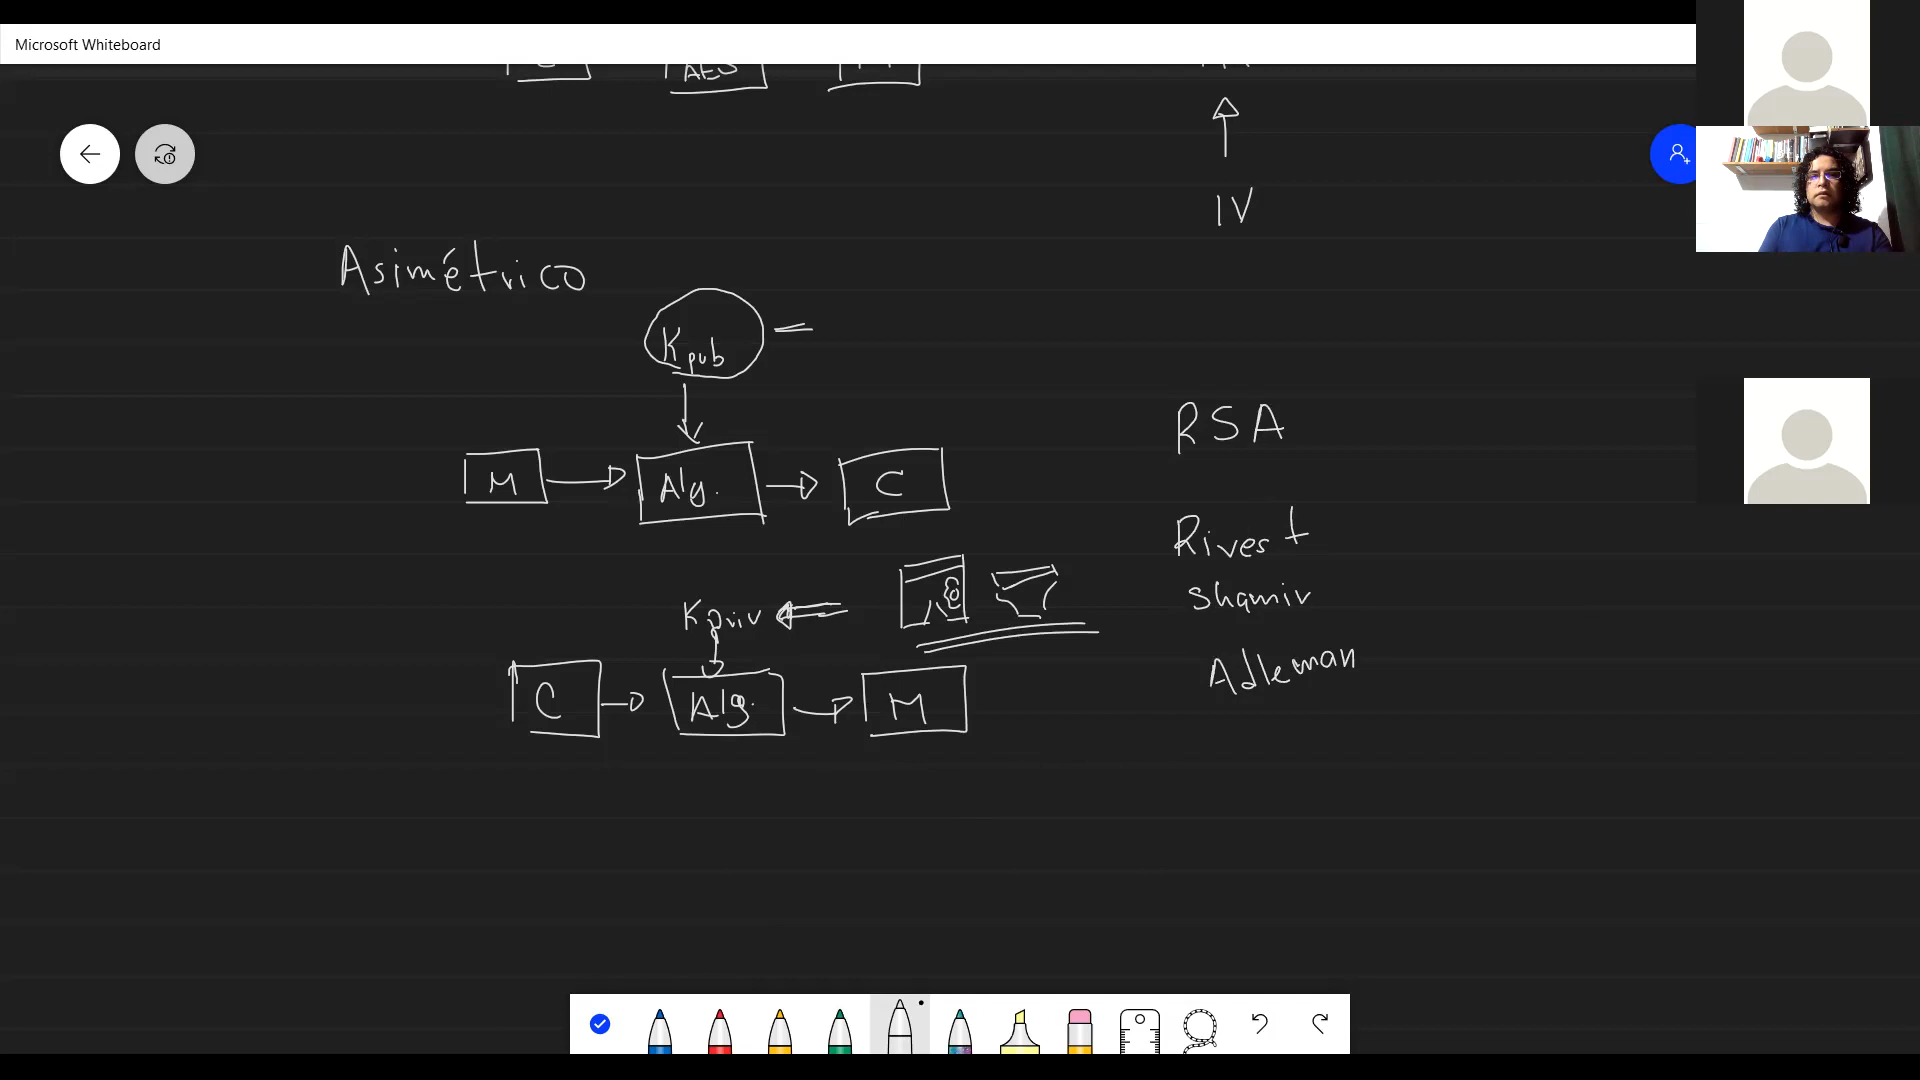 Microsoft Whiteboard
AES
IV
Asimétrico
Kpub
M Alg. C
Kpriv
C Alg. M
RSA
Rivest
Shamir
Adleman